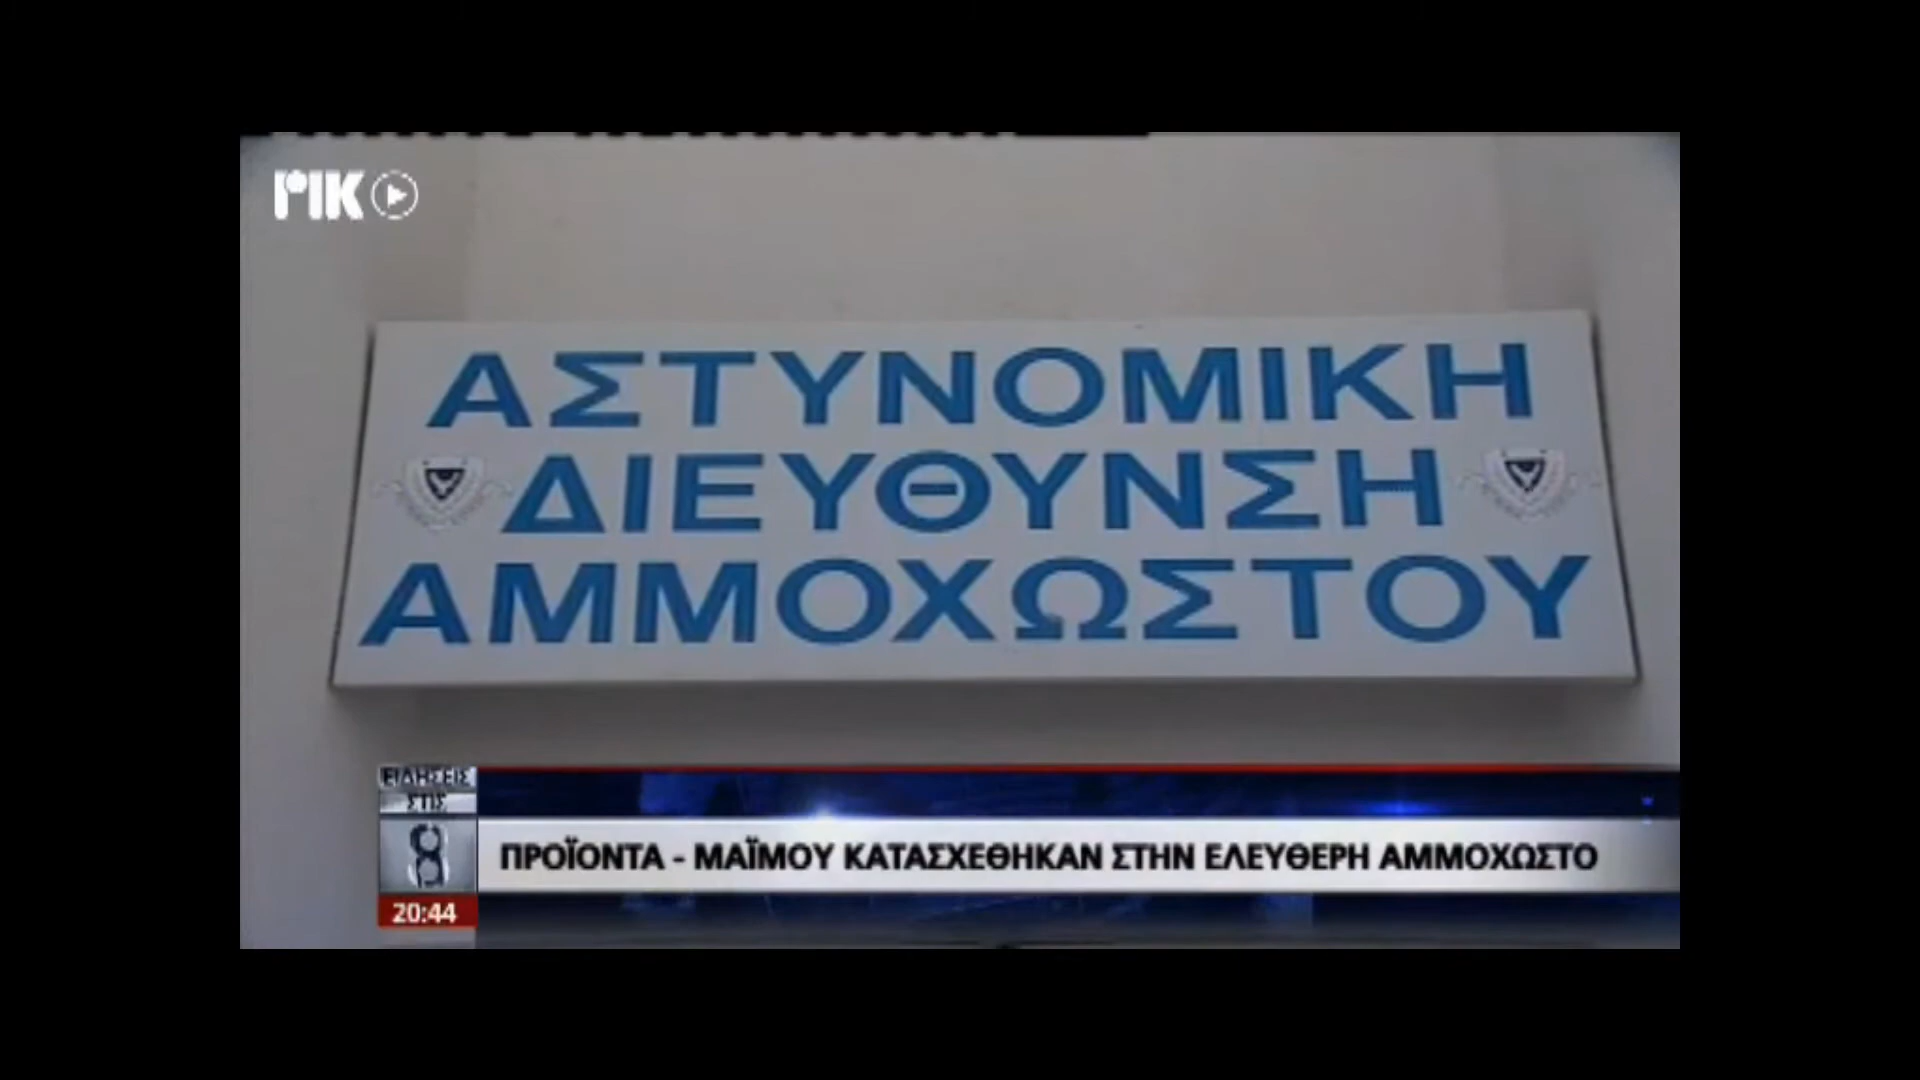 ΡΙΚ
ΑΣΤΥΝΟΜΙΚΗ
ΔΙΕΥΘΥΝΣΗ
ΑΜΜΟΧΩΣΤΟΥ
ΕΙΔΗΣΕΙΣ
ΣΤΙΣ
8
ΠΡΟΪΟΝΤΑ - ΜΑΪΜΟΥ ΚΑΤΑΣΧΕΘΗΚΑΝ ΣΤΗΝ ΕΛΕΥΘΕΡΗ ΑΜΜΟΧΩΣΤΟ
20:44